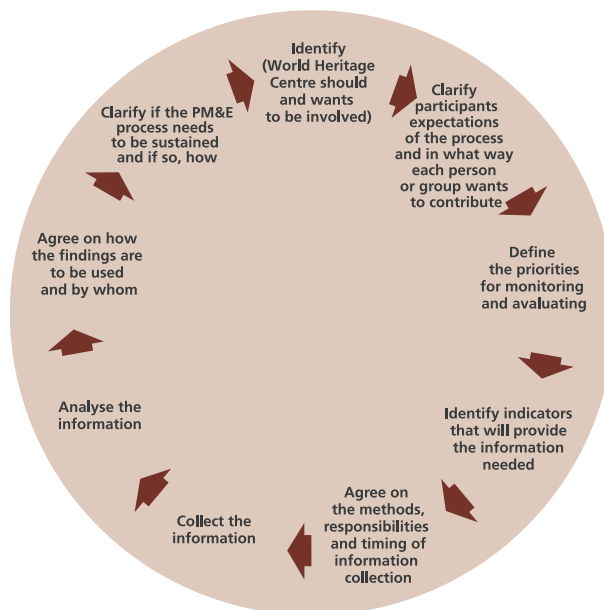 Identify
(World Heritage
Centre should
and wants
to be involved)
Clarify
participants
expectations
of the process
and in what way
each person
or group wants
to contribute
Define
the priorities
for monitoring
and evaluating
Identify indicators
that will provide
the information
needed
Agree on
the methods,
responsibilities
and timing of
information
collection
Collect the
information
Analyse the
information
Agree on how
the findings are
to be used
and by whom
Clarify if the PM&E
process needs
to be sustained
and if so, how